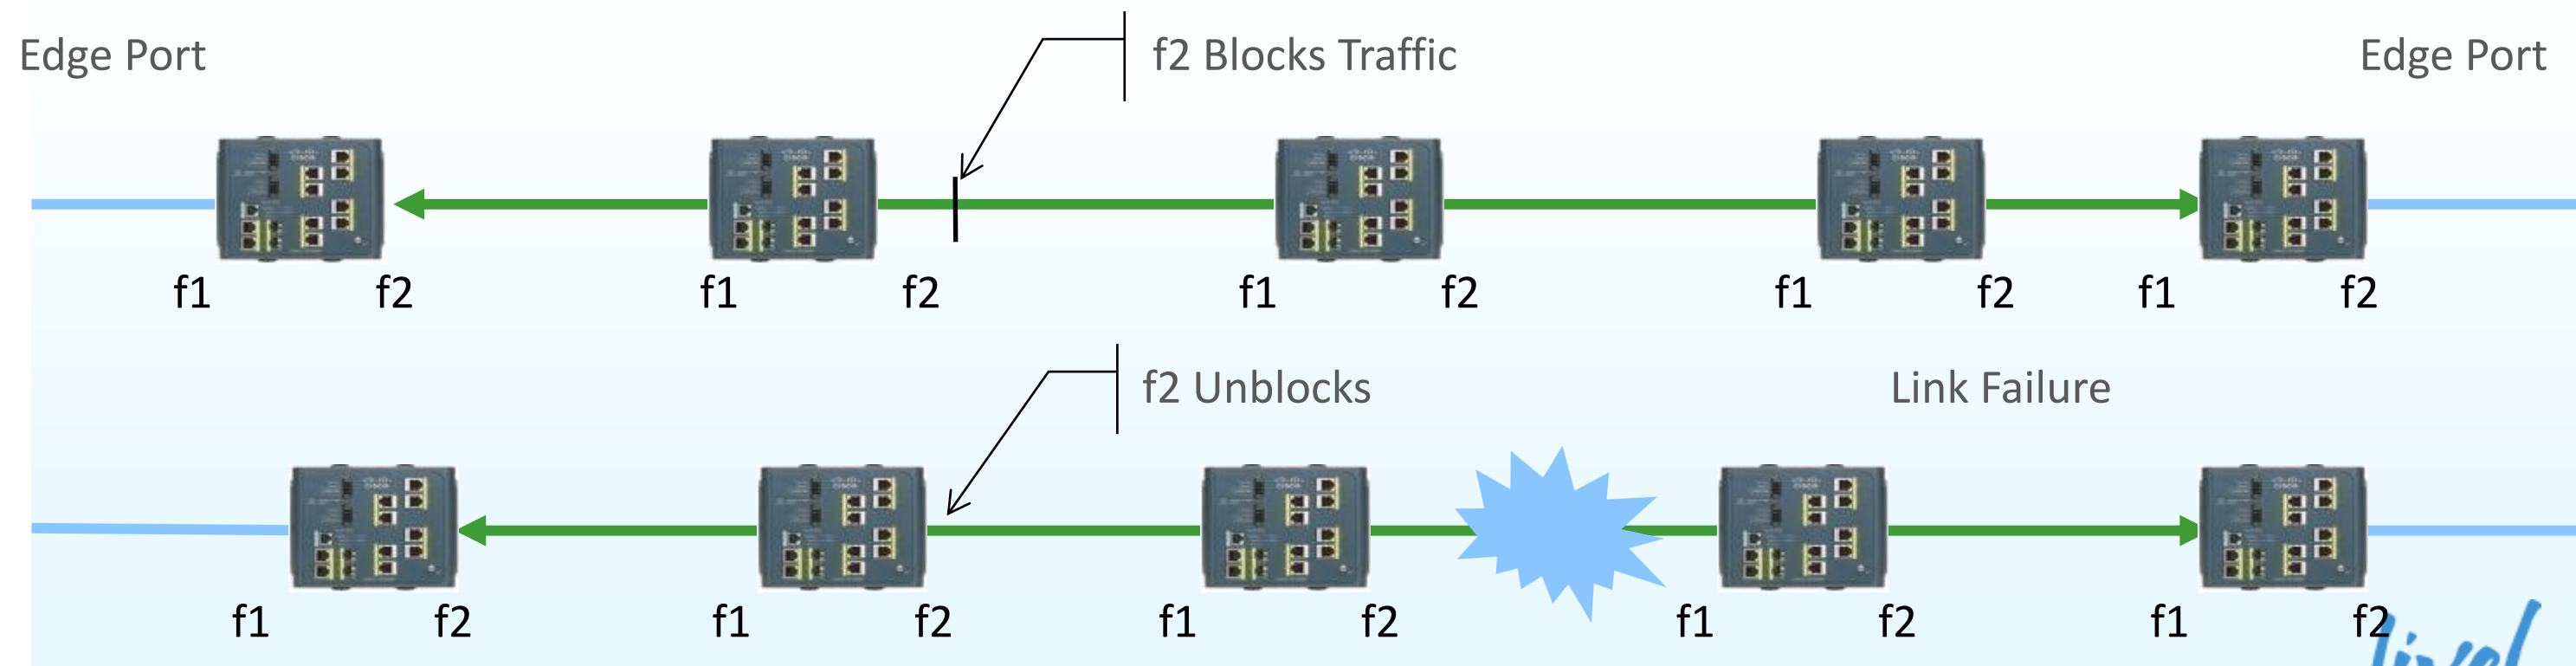 Edge Port
f2 Blocks Traffic
Edge Port
f1 f2 f1 f2 f1 f2 f1 f2 f1 f2
f2 Unblocks
Link Failure
f1 f2 f1 f2 f1 f2 f1 f2 f1 f2